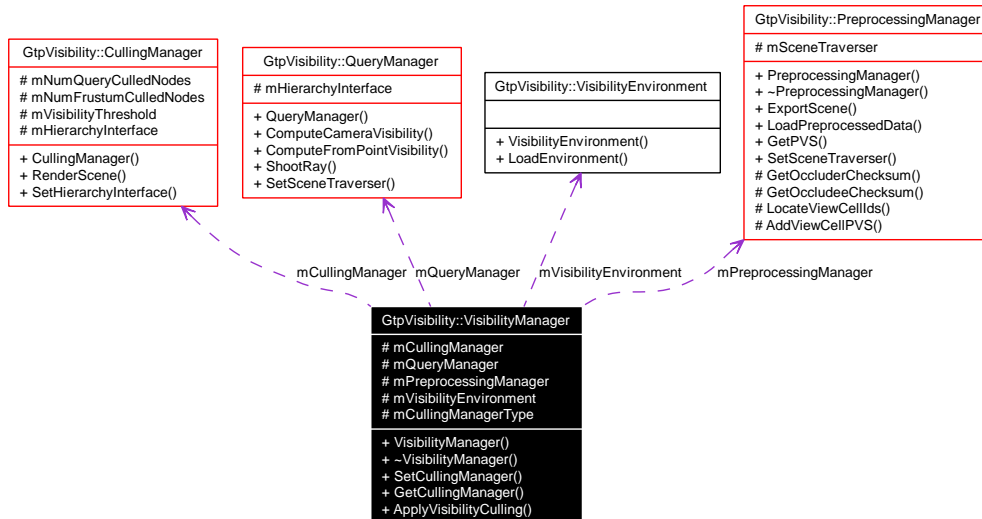 GtpVisibility::CullingManager
# mNumQueryCulledNodes
# mNumFrustumCulledNodes
# mVisibilityThreshold
# mHierarchyInterface
+ CullingManager()
+ RenderScene()
+ SetHierarchyInterface()
GtpVisibility::QueryManager
# mHierarchyInterface
+ QueryManager()
+ ComputeCameraVisibility()
+ ComputeFromPointVisibility()
+ ShootRay()
+ SetSceneTraverser()
GtpVisibility::VisibilityEnvironment
+ VisibilityEnvironment()
+ LoadEnvironment()
GtpVisibility::PreprocessingManager
# mSceneTraverser
+ PreprocessingManager()
+ ~PreprocessingManager()
+ ExportScene()
+ LoadPreprocessedData()
+ GetPVS()
+ SetSceneTraverser()
# GetOccluderChecksum()
# GetOccludeeChecksum()
# LocateViewCellIds()
# AddViewCellPVS()
mCullingManager
mQueryManager
mVisibilityEnvironment
mPreprocessingManager
GtpVisibility::VisibilityManager
# mCullingManager
# mQueryManager
# mPreprocessingManager
# mVisibilityEnvironment
# mCullingManagerType
+ VisibilityManager()
+ ~VisibilityManager()
+ SetCullingManager()
+ GetCullingManager()
+ ApplyVisibilityCulling()